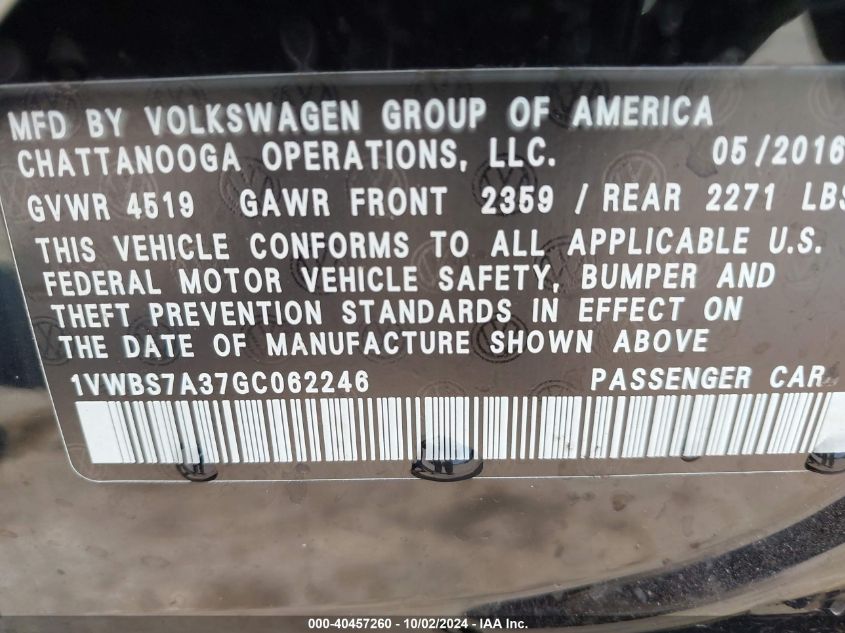 MFD BY VOLKSWAGEN GROUP OF AMERICA
CHATTANOOGA OPERATIONS, LLC. 05/2016
GVWR 4519 GAWR FRONT 2359 / REAR 2271 LBS
THIS VEHICLE CONFORMS TO ALL APPLICABLE U.S.
FEDERAL MOTOR VEHICLE SAFETY, BUMPER AND
THEFT PREVENTION STANDARDS IN EFFECT ON
THE DATE OF MANUFACTURE SHOWN ABOVE
1VWBS7A37GC062246 PASSENGER CAR
000-40457260 - 10/02/2024 - IAA Inc.